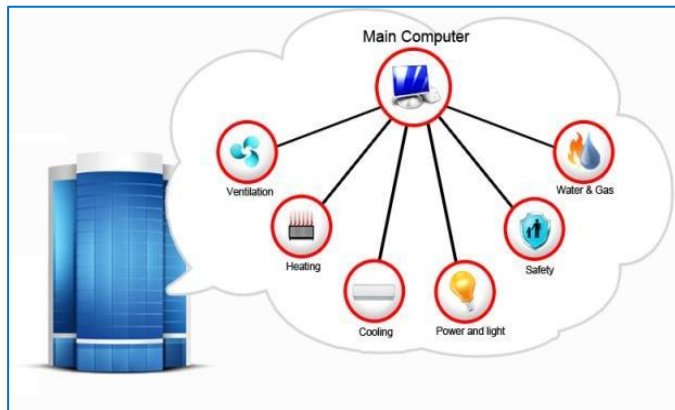 Main Computer
Ventilation
Water & Gas
Heating
Safety
Cooling
Power and light